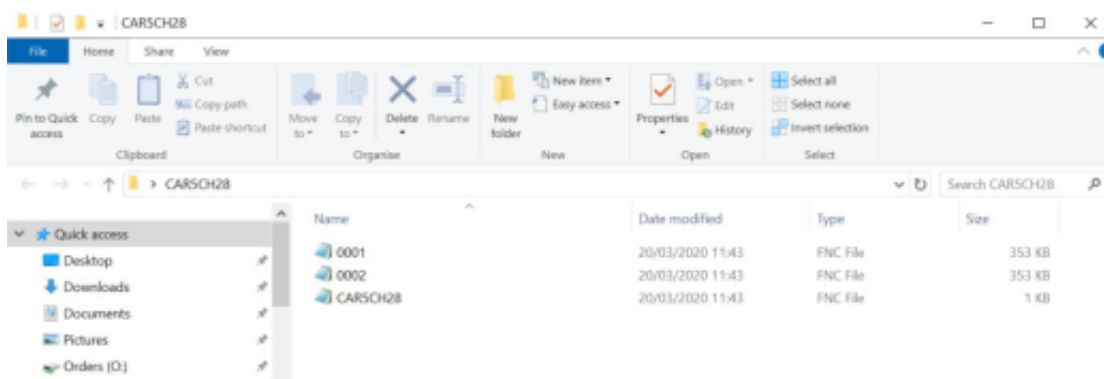 CAR5CH28
File Home Share View
Pin to Quick access
Copy
Paste
Cut
Copy path
Paste shortcut
Move to
Copy to
Delete
Rename
New folder
New item
Easy access
Properties
Open
Edit
History
Select all
Select none
Invert selection
Clipboard Organise New Open Select
CAR5CH28 Search CAR5CH28
Name Date modified Type Size
Quick access
Desktop
Downloads
Documents
Pictures
Orders (O:)
0001 20/03/2020 11:43 FNC File 353 KB
0002 20/03/2020 11:43 FNC File 353 KB
CAR5CH28 20/03/2020 11:43 FNC File 1 KB